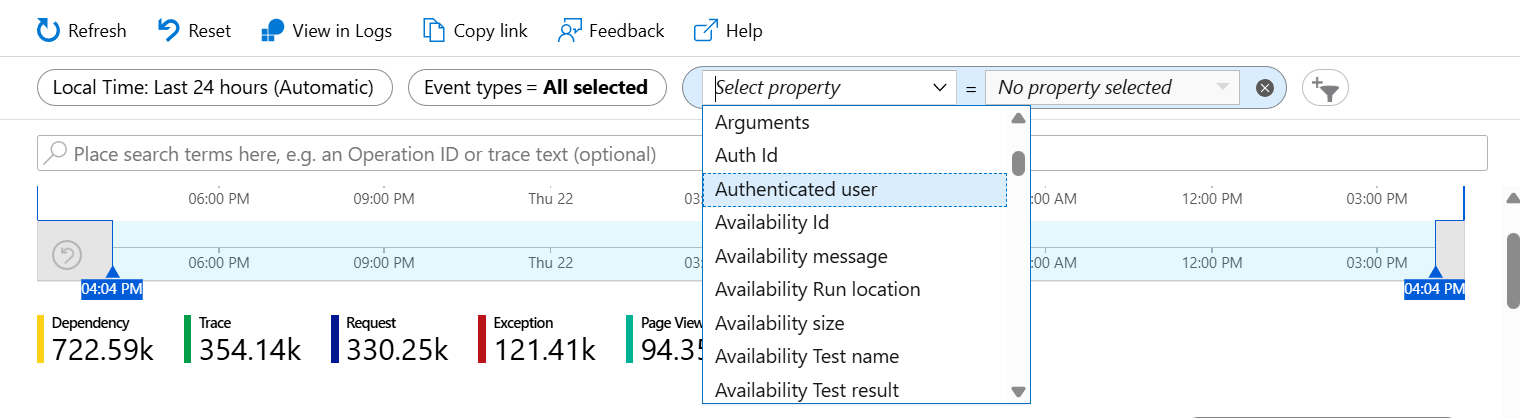 Refresh Reset View in Logs Copy link Feedback Help
Local Time: Last 24 hours (Automatic) Event types = All selected Select property = No property selected
Arguments
Place search terms here, e.g. an Operation ID or trace text (optional)
Auth Id
Authenticated user
Availability Id
Availability message
Availability Run location
Availability size
Availability Test name
Availability Test result
06:00 PM 09:00 PM Thu 22 03: :00 AM 12:00 PM 03:00 PM
06:00 PM 09:00 PM Thu 22 03: :00 AM 12:00 PM 03:00 PM
04:04 PM 04:04 PM
Dependency Trace Request Exception Page View
722.59k 354.14k 330.25k 121.41k 94.35